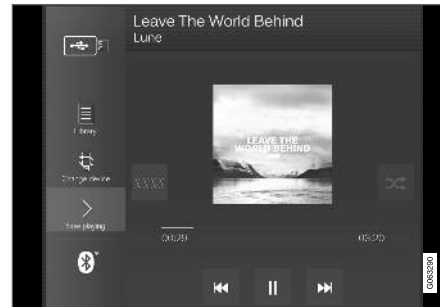 Leave The World Behind
Lune
Library
LEAVE THE
WORLD BEHIND
Change device
XXXX
Now playing
00:29
03:20
G063290